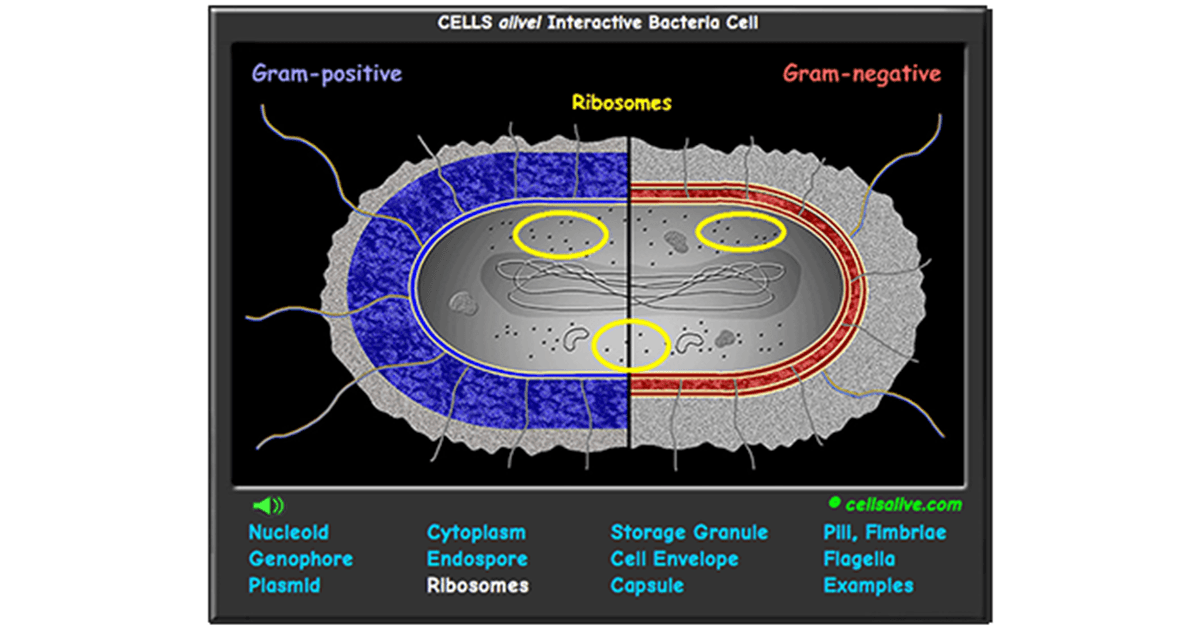 CELLS alive! Interactive Bacteria Cell
Gram-positive
Gram-negative
Ribosomes
cellsalive.com
Nucleoid
Cytoplasm
Storage Granule
Pili, Fimbriae
Genophore
Endospore
Cell Envelope
Flagella
Plasmid
Ribosomes
Capsule
Examples